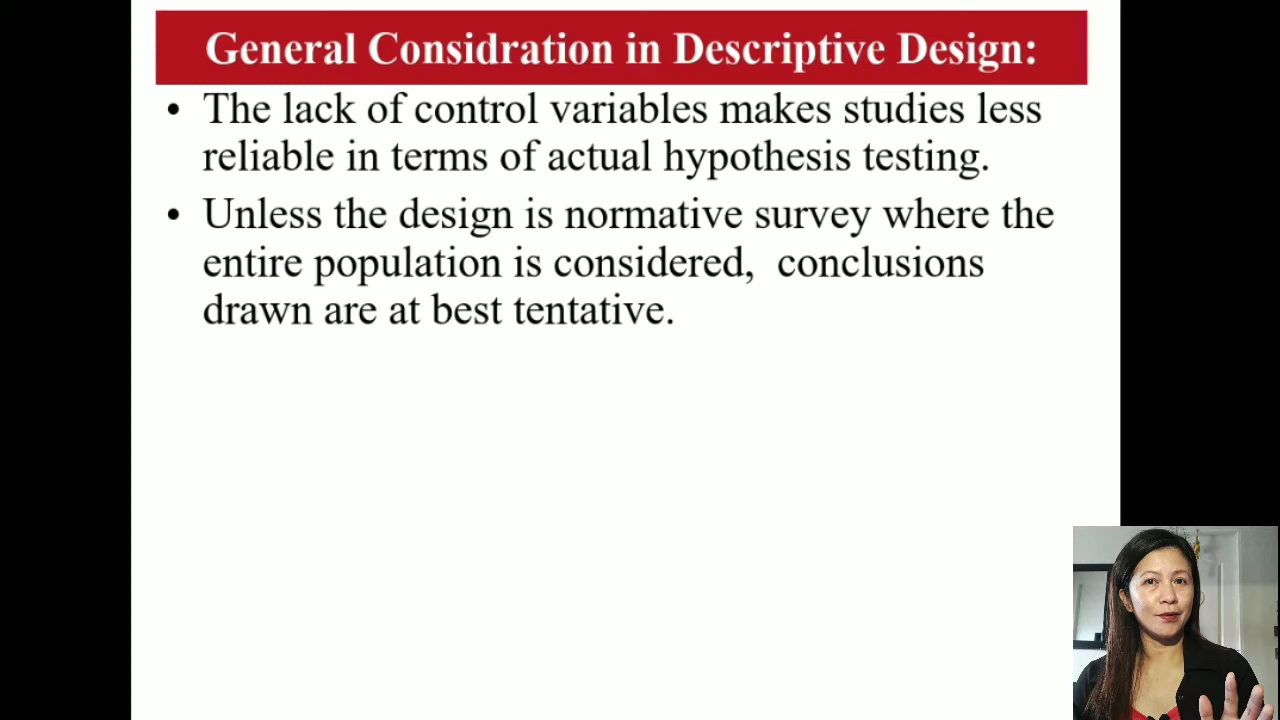 General Considration in Descriptive Design:
• The lack of control variables makes studies less
reliable in terms of actual hypothesis testing.
• Unless the design is normative survey where the
entire population is considered,  conclusions
drawn are at best tentative.